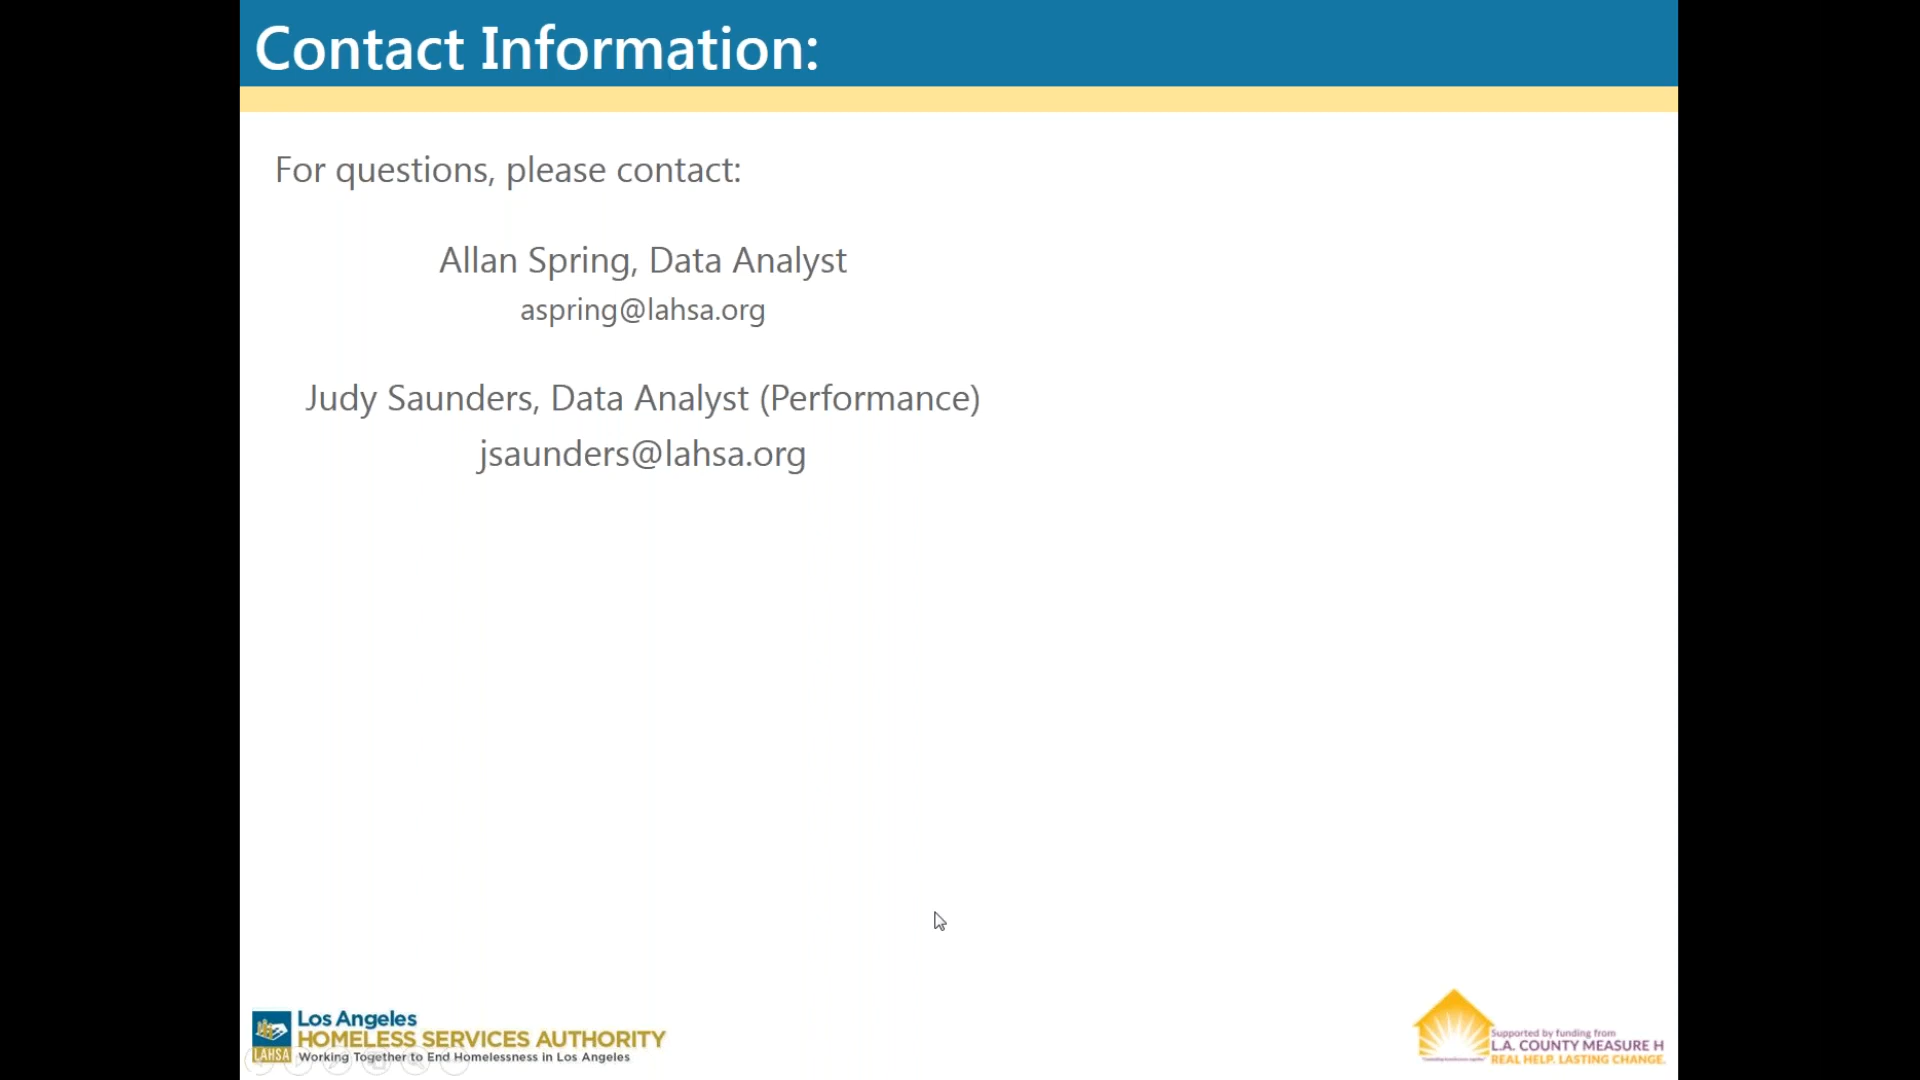 Contact Information:
For questions, please contact:
Allan Spring, Data Analyst
aspring@lahsa.org
Judy Saunders, Data Analyst (Performance)
jsaunders@lahsa.org
Los Angeles
HOMELESS SERVICES AUTHORITY
LAHSA
Working Together to End Homelessness in Los Angeles
Supported by funding from
L.A. COUNTY MEASURE H
REAL HELP. LASTING CHANGE.